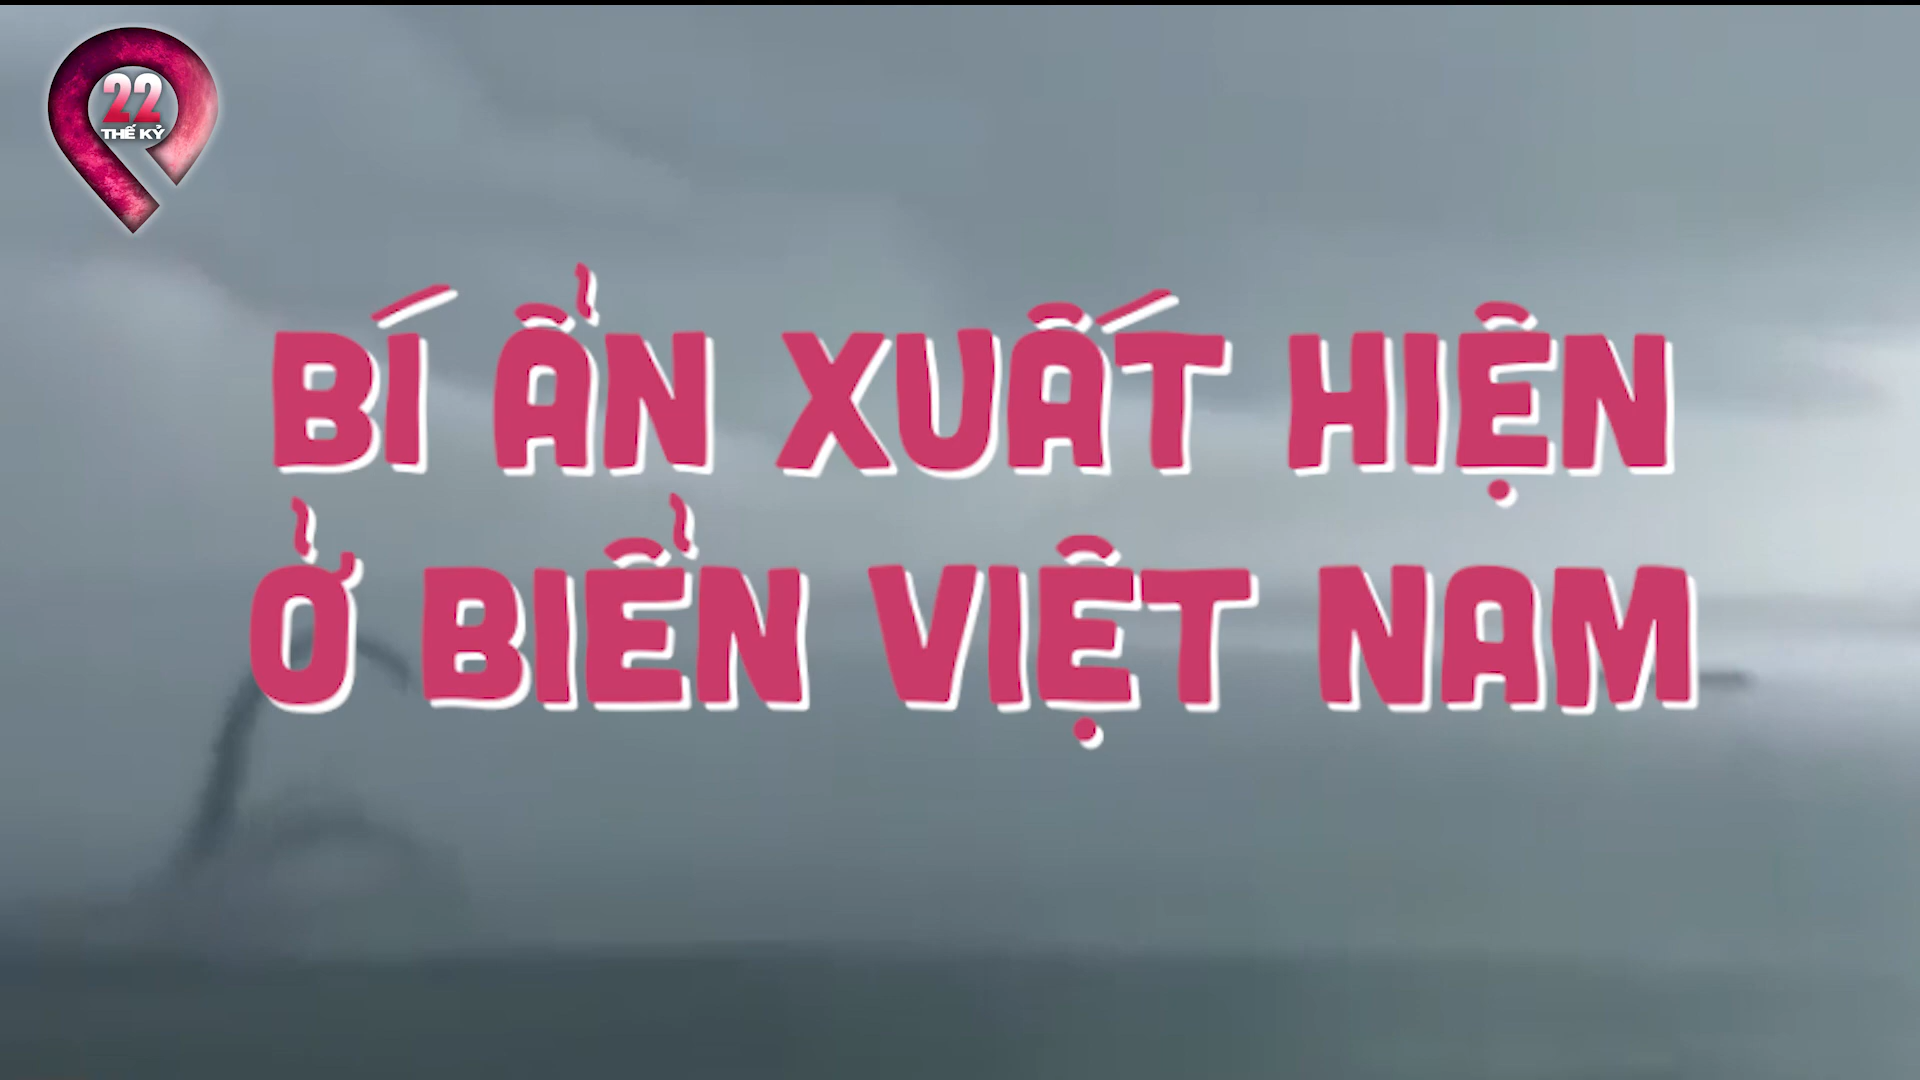 22
THẾ KỶ
BÍ ẨN XUẤT HIỆN
Ở BIỂN VIỆT NAM